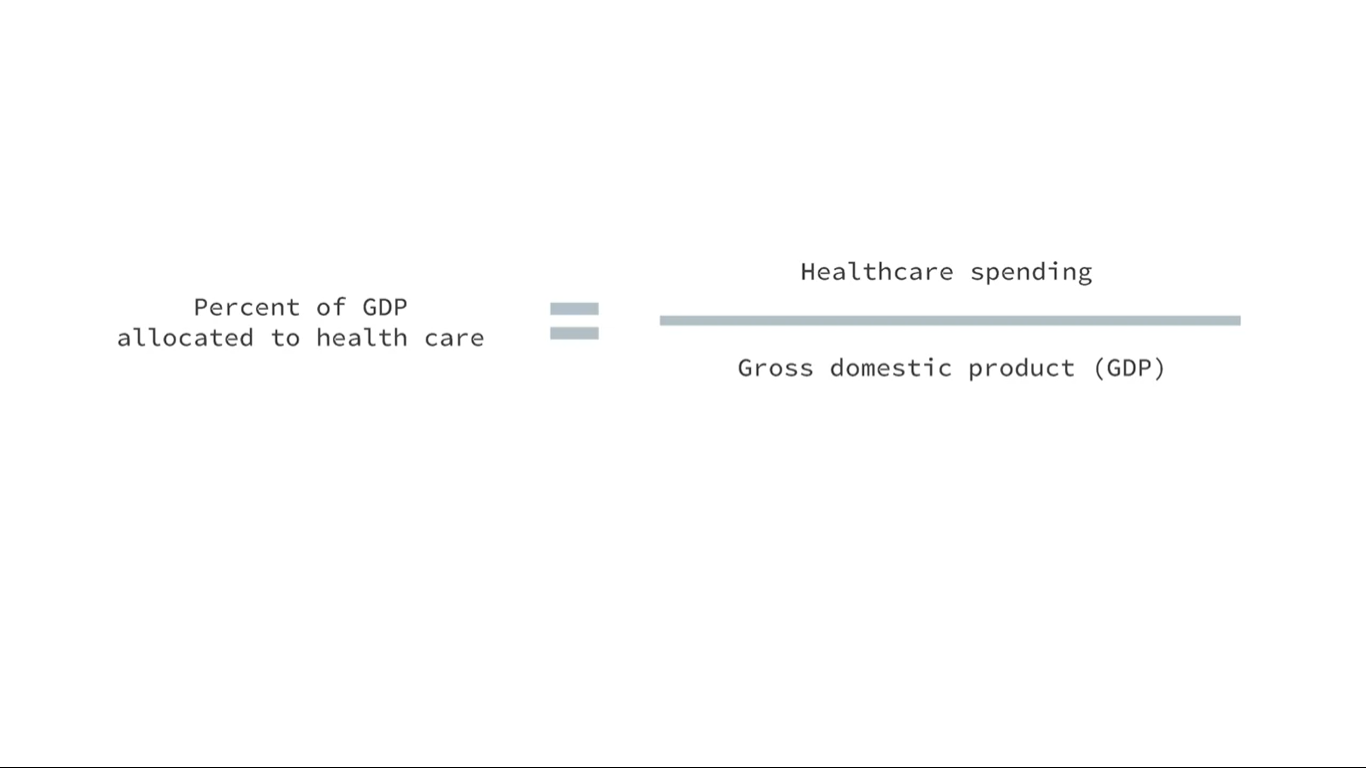 Percent of GDP
allocated to health care
Healthcare spending
Gross domestic product (GDP)